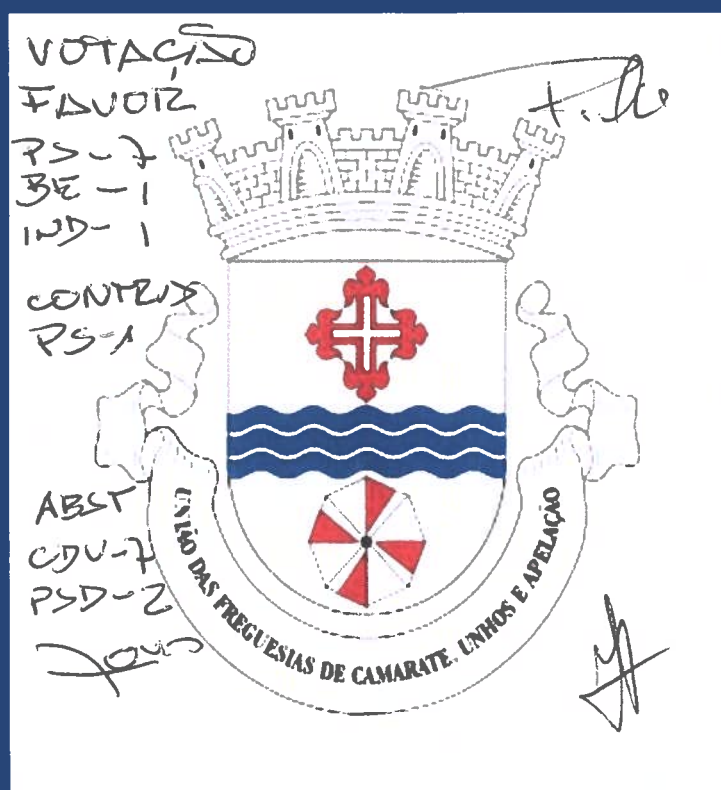 VOTAÇÃO
FAVOR
PS-7
BE-1
IND-1
CONTRA
PS-1
ABST
CDU-7
PSD-2
UNIÃO DAS FREGUESIAS DE CAMARATE, UNHOS E APELAÇÃO